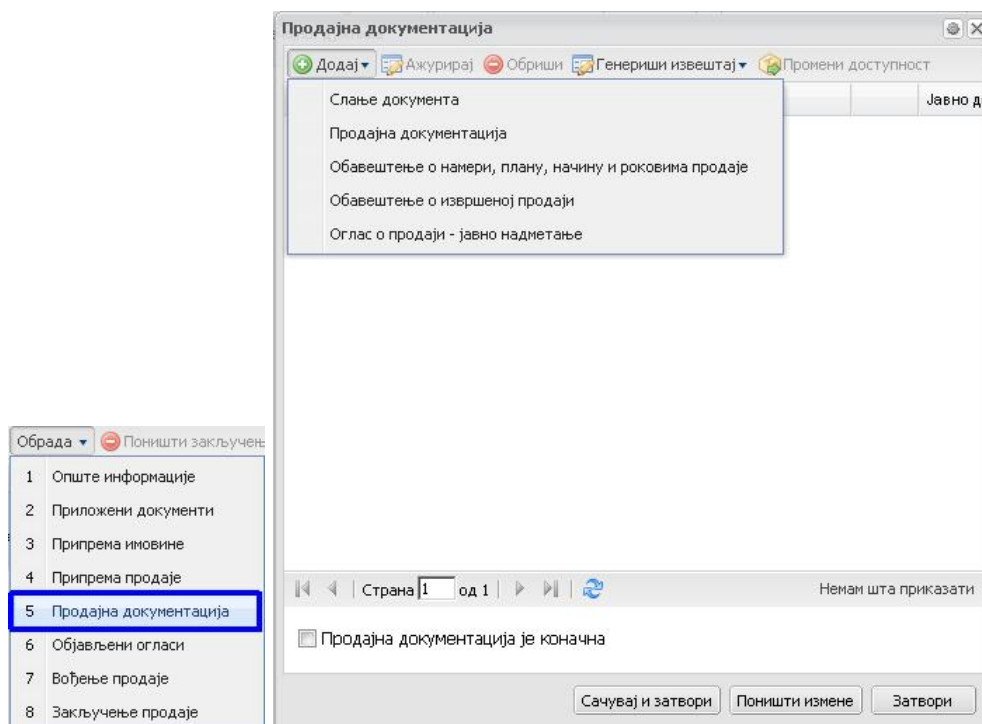 Продајна документација
Додај Ажурирај Обриши Генериши извештај Промени доступност
Јавно д
Слање документа
Продајна документација
Обавештење о намери, плану, начину и роковима продаје
Обавештење о извршеној продаји
Оглас о продаји - јавно надметање
Страна 1 од 1 Немам шта приказати
Продајна документација је коначна
Сачувај и затвори Поништи измене Затвори
Обрада Поништи закључењ
1 Опште информације
2 Приложени документи
3 Припрема имовине
4 Припрема продаје
5 Продајна документација
6 Објављени огласи
7 Вођење продаје
8 Закључење продаје